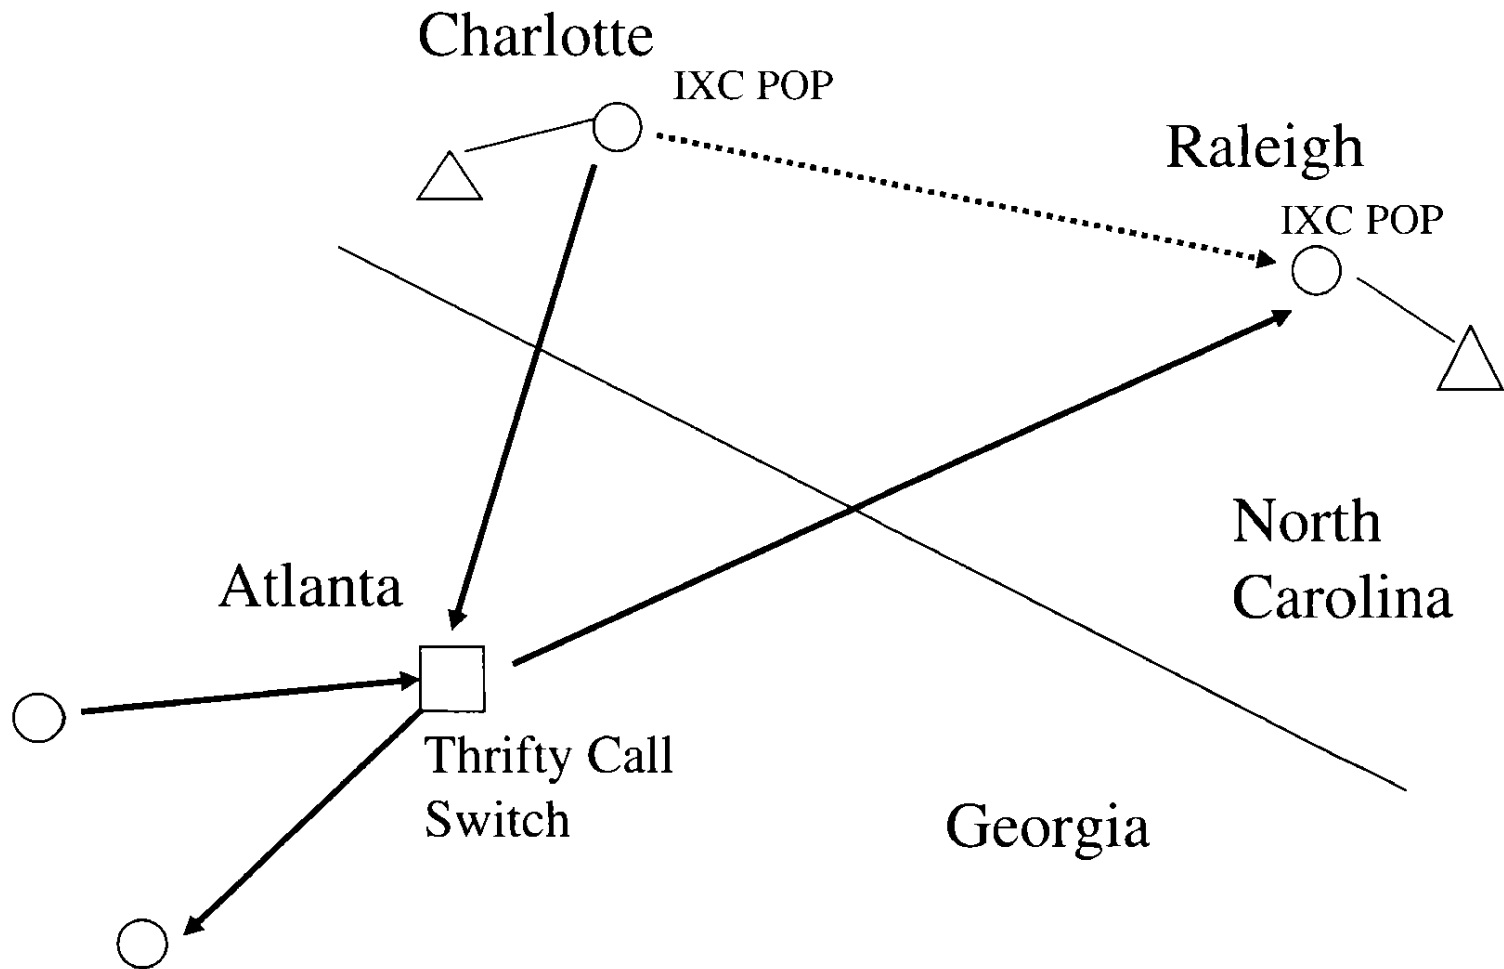 Charlotte
IXC POP
Raleigh
IXC POP
North
Carolina
Atlanta
Thrifty Call
Switch
Georgia